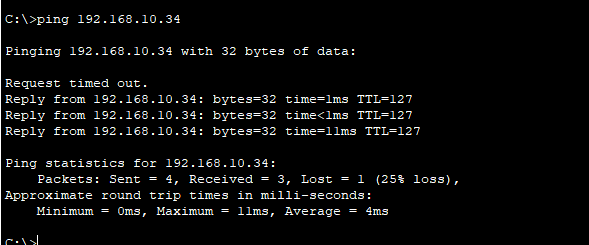 C:\>ping 192.168.10.34
Pinging 192.168.10.34 with 32 bytes of data:
Request timed out.
Reply from 192.168.10.34: bytes=32 time=1ms TTL=127
Reply from 192.168.10.34: bytes=32 time<1ms TTL=127
Reply from 192.168.10.34: bytes=32 time=11ms TTL=127
Ping statistics for 192.168.10.34:
Packets: Sent = 4, Received = 3, Lost = 1 (25% loss),
Approximate round trip times in milli-seconds:
Minimum = 0ms, Maximum = 11ms, Average = 4ms
C:\>